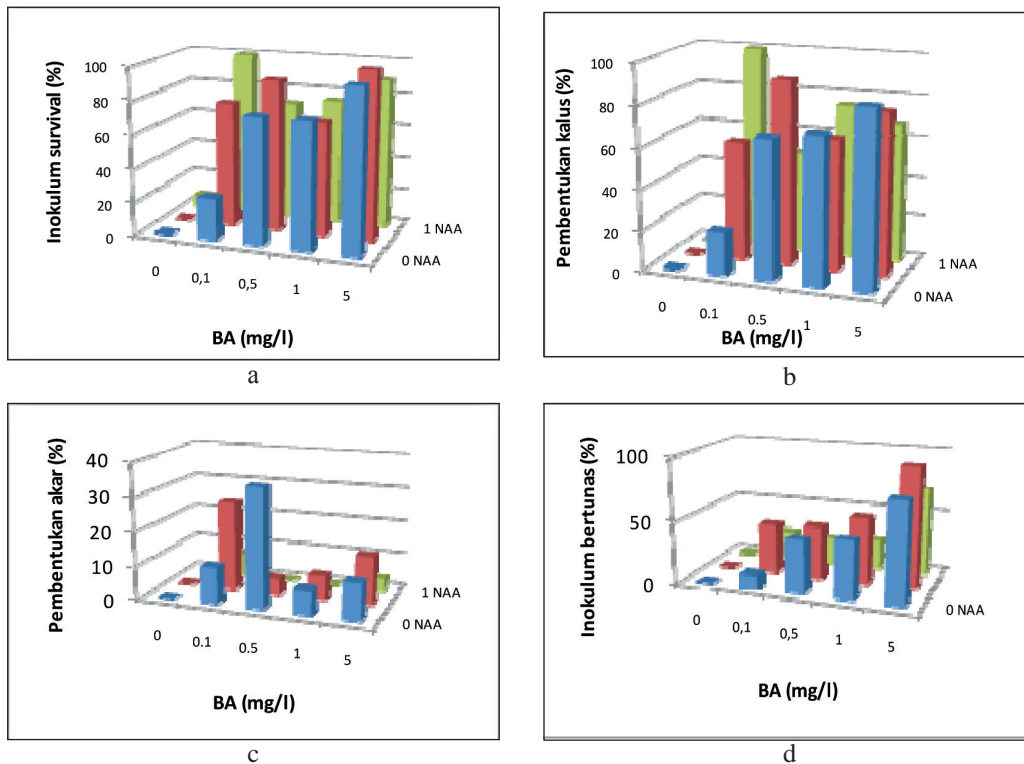 Inokulum survival (%)
100
80
60
40
20
0
0 0,1 0,5 1 5
1 NAA
0 NAA
BA (mg/l)
a
Pembentukan kalus (%)
100
80
60
40
20
0
0 0.1 0.5 1 5
1 NAA
0 NAA
BA (mg/l)
b
Pembentukan akar (%)
40
30
20
10
0
0 0.1 0.5 1 5
1 NAA
0 NAA
BA (mg/l)
c
Inokulum bertunas (%)
100
50
0
0 0,1 0,5 1 5
0 NAA
BA (mg/l)
d